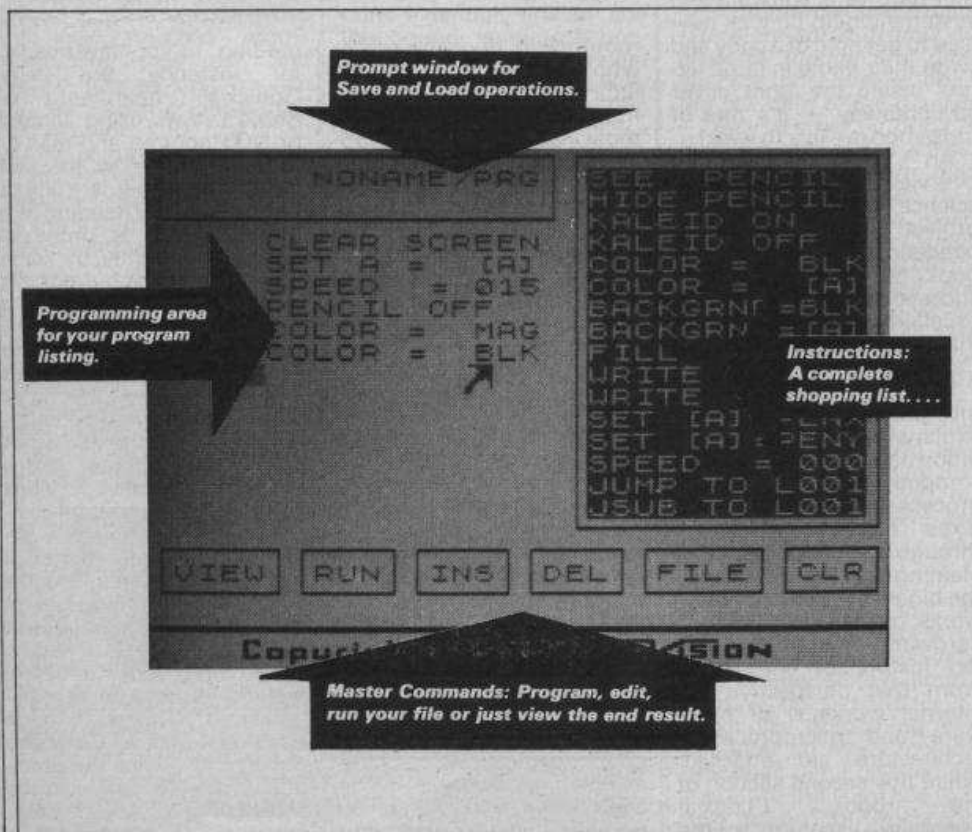 Prompt window for
Save and Load operations.
NONAME/PRG
CLEAR SCREEN
SET A = [A]
SPEED = 015
PENCIL OFF
COLOR = MAG
COLOR = BLK
Programming area
for your program
listing.
SEE PENCIL
HIDE PENCIL
KALEID ON
KALEID OFF
COLOR = BLK
COLOR = [A]
BACKGRND =BLK
BACKGRN =[A]
FILL
WRITE
WRITE
SET [A]
SET [A] =PENY
SPEED = 000
JUMP TO L001
JSUB TO L001
Instructions:
A complete
shopping list. . . .
VIEW RUN INS DEL FILE CLR
Master Commands: Program, edit,
run your file or just view the end result.